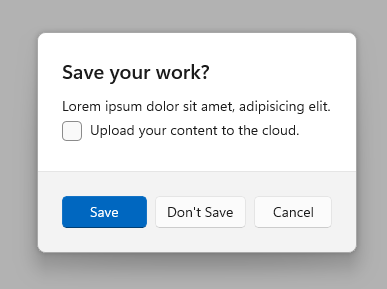 Save your work?
Lorem ipsum dolor sit amet, adipisicing elit.
Upload your content to the cloud.
Save
Don't Save
Cancel